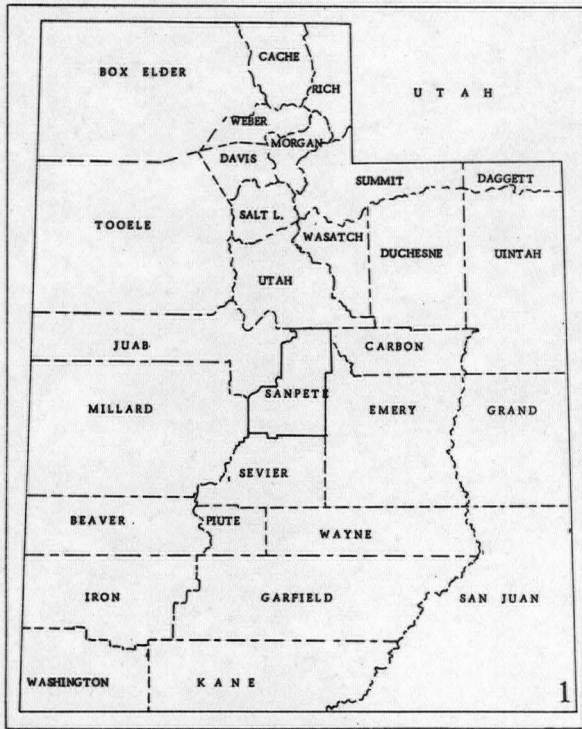 CACHE
BOX ELDER
RICH
UTAH
WEBER
MORGAN
DAVIS
SUMMIT
DAGGETT
SALT L.
TOOELE
WASATCH
DUCHESNE
UINTAH
UTAH
JUAB
CARBON
SANPETE
MILLARD
EMERY
GRAND
SEVIER
BEAVER
PIUTE
WAYNE
IRON
GARFIELD
SAN JUAN
WASHINGTON
KANE
1